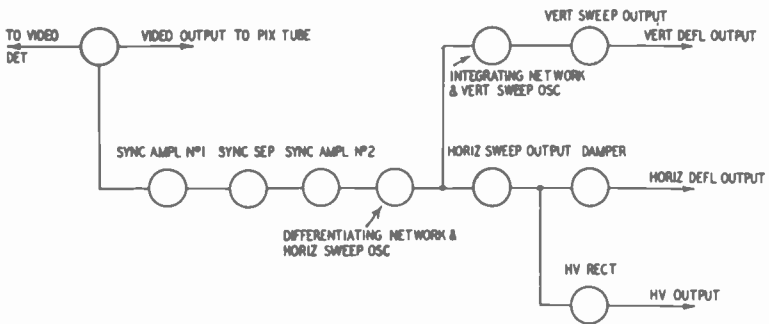 VERT SWEEP OUTPUT
TO VIDEO
DET
VIDEO OUTPUT TO PIX TUBE
VERT DEFL OUTPUT
INTEGRATING NETWORK
& VERT SWEEP OSC
SYNC AMPL Nº1
SYNC SEP
SYNC AMPL Nº2
HORIZ SWEEP OUTPUT
DAMPER
HORIZ DEFL OUTPUT
DIFFERENTIATING NETWORK &
HORIZ SWEEP OSC
HV RECT
HV OUTPUT